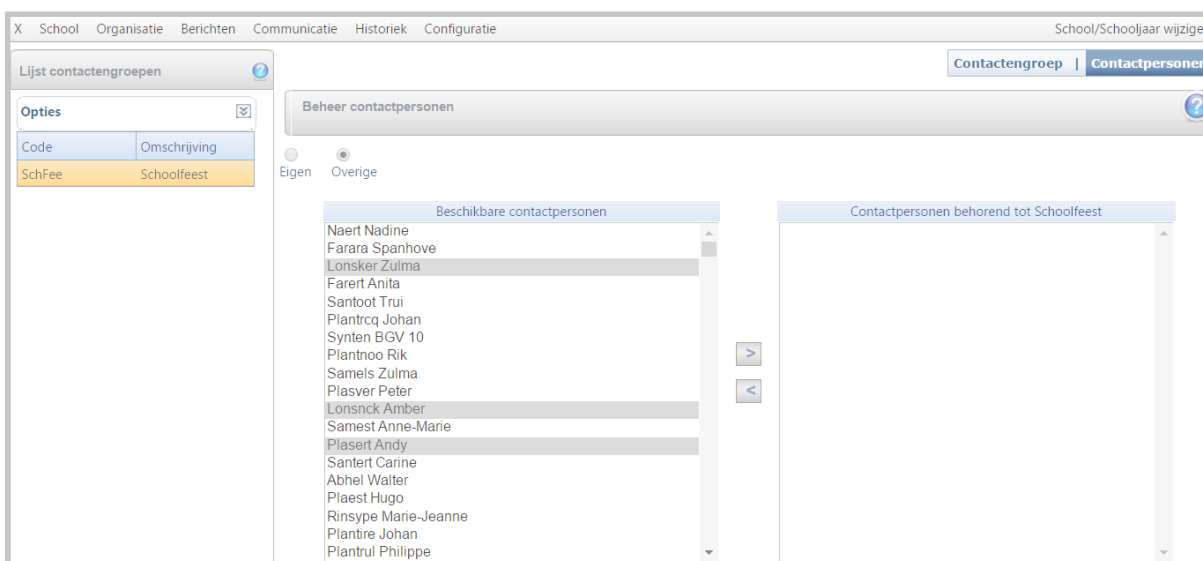 X School Organisatie Berichten Communicatie Historiek Configuratie School/Schooljaar wijzige
Lijst contactengroepen
Contactengroep | Contactpersonen
Opties
Beheer contactpersonen
Code Omschrijving
SchFee Schoolfeest
Eigen Overige
Beschikbare contactpersonen
Contactpersonen behorend tot Schoolfeest
Naert Nadine
Farara Spanhove
Lonsker Zulma
Farert Anita
Santoot Trui
Plantrcq Johan
Synten BGV 10
Plantnoo Rik
Samels Zulma
Plasver Peter
Lonsnck Amber
Samest Anne-Marie
Plasert Andy
Santert Carine
Abhel Walter
Plaest Hugo
Rinsype Marie-Jeanne
Plantire Johan
Plantrul Philippe
>
<